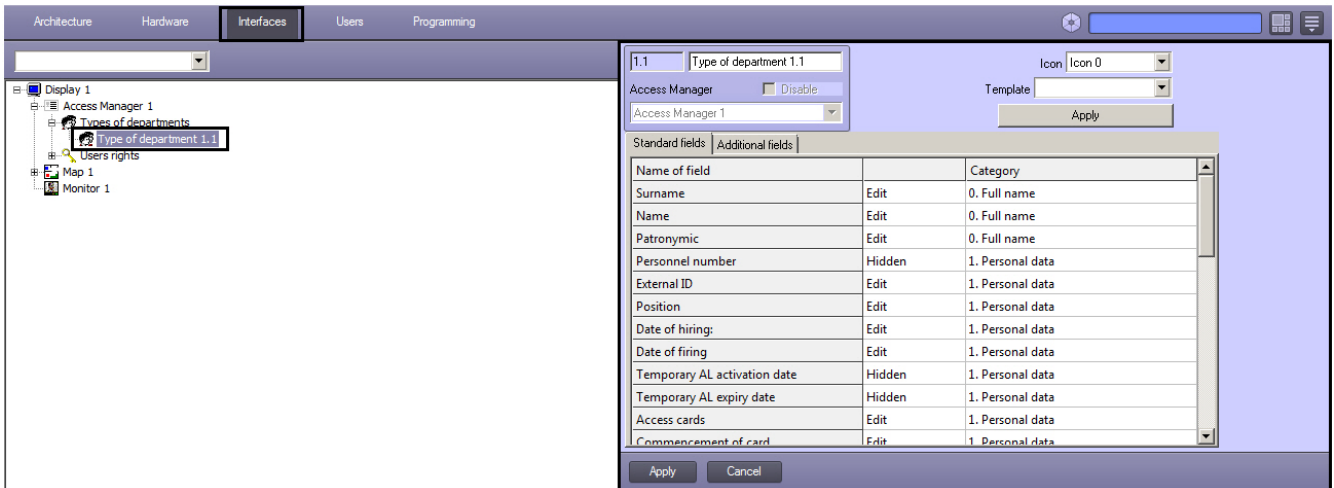 Architecture Hardware Interfaces Users Programming
Display 1
Access Manager 1
Types of departments
Type of department 1.1
Users rights
Map 1
Monitor 1
1.1 Type of department 1.1
Icon Icon 0
Access Manager Disable
Template
Access Manager 1
Apply
Standard fields Additional fields
Name of field Category
Surname Edit 0. Full name
Name Edit 0. Full name
Patronymic Edit 0. Full name
Personnel number Hidden 1. Personal data
External ID Edit 1. Personal data
Position Edit 1. Personal data
Date of hiring: Edit 1. Personal data
Date of firing Edit 1. Personal data
Temporary AL activation date Hidden 1. Personal data
Temporary AL expiry date Hidden 1. Personal data
Access cards Edit 1. Personal data
Commencement of card Edit 1. Personal data
Apply Cancel